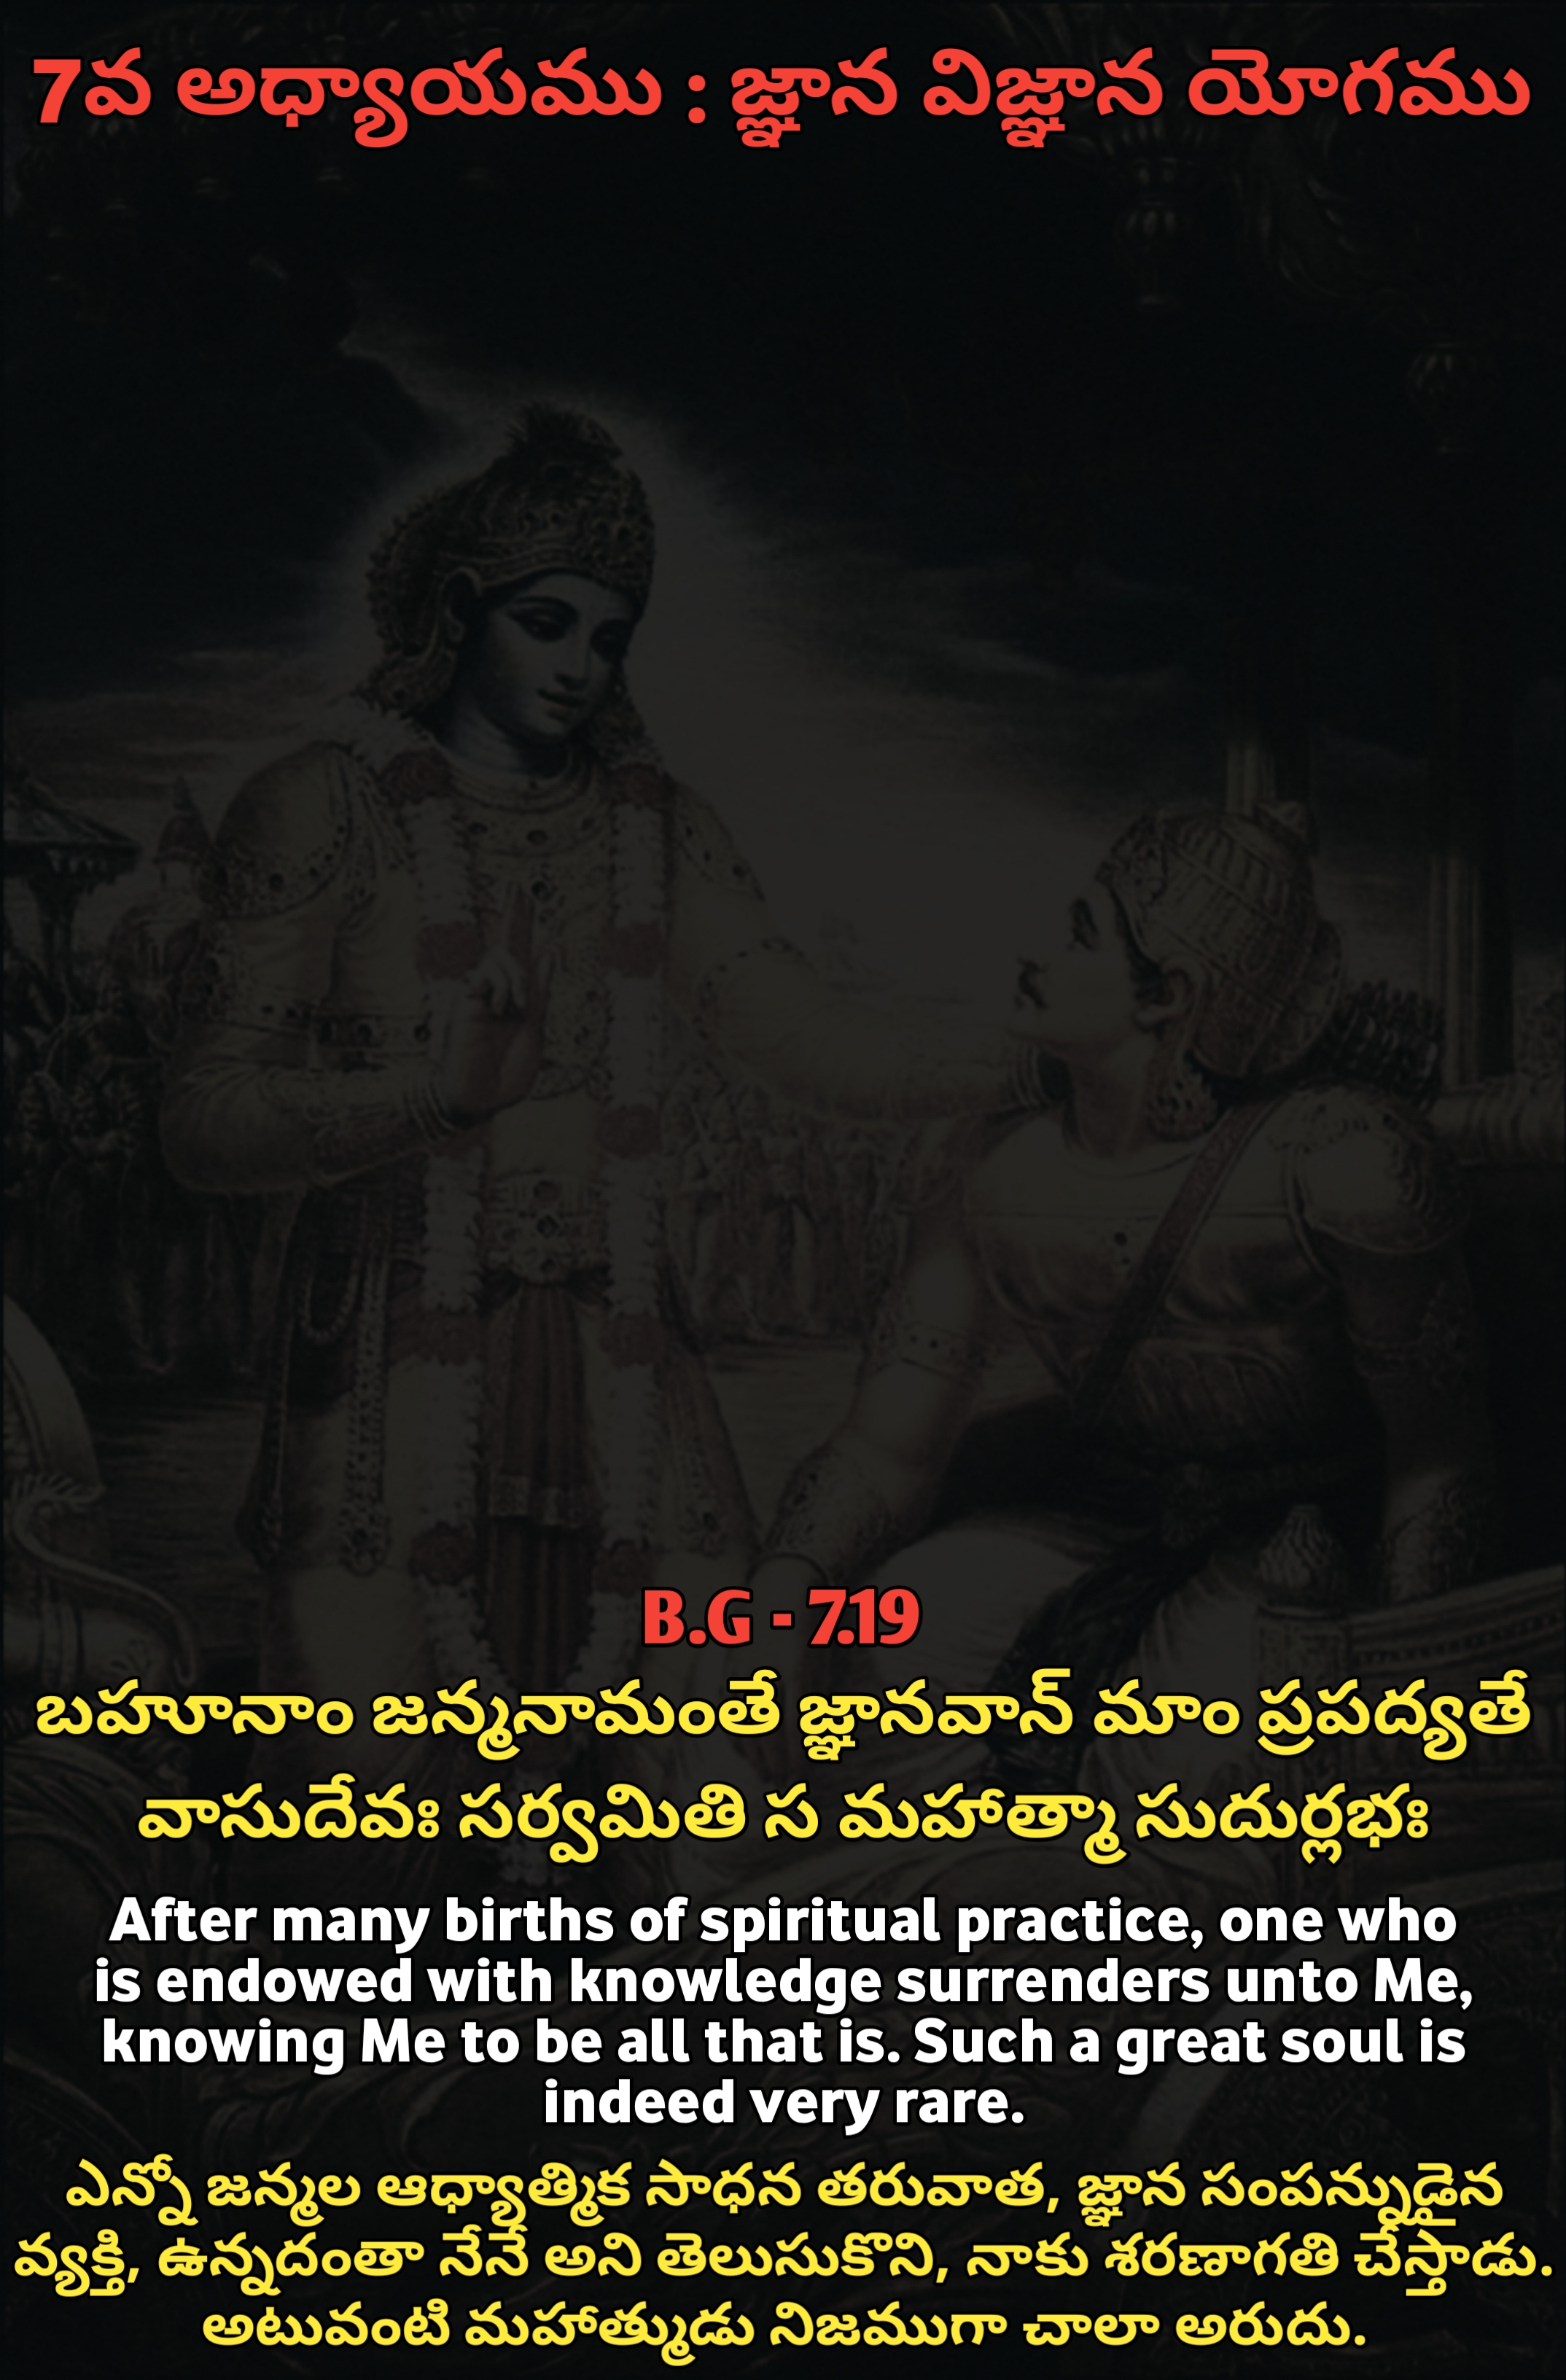 7వ అధ్యాయము : జ్ఞాన విజ్ఞాన యోగము
B.G - 7.19
బహూనాం జన్మనామంతే జ్ఞానవాన్ మాం ప్రపద్యతే
వాసుదేవః సర్వమితి స మహాత్మా సుదుర్లభః
After many births of spiritual practice, one who
is endowed with knowledge surrenders unto Me,
knowing Me to be all that is. Such a great soul is
indeed very rare.
ఎన్నో జన్మల ఆధ్యాత్మిక సాధన తరువాత, జ్ఞాన సంపన్నుడైన
వ్యక్తి, ఉన్నదంతా నేనే అని తెలుసుకొని, నాకు శరణాగతి చేస్తాడు.
అటువంటి మహాత్ముడు నిజముగా చాలా అరుదు.